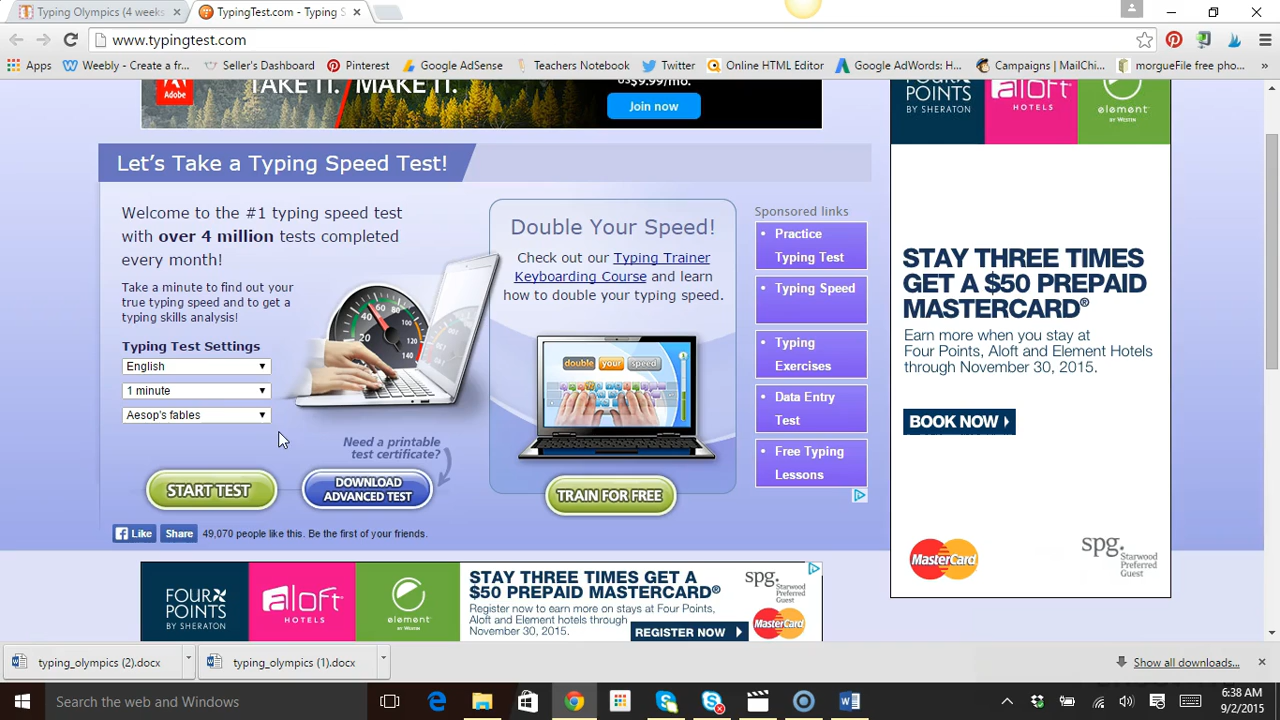 Typing Olympics (4 weeks
TypingTest.com - Typing S
www.typingtest.com
Apps
Weebly - Create a fr...
Seller's Dashboard
Pinterest
Google AdSense
Teachers Notebook
Twitter
Online HTML Editor
Google AdWords: H...
Campaigns | MailChi...
morgueFile free pho...
Adobe
TAKE IT. MAKE IT.
US$9.99/mo.
Join now
FOUR POINTS
BY SHERATON
aloft
HOTELS
element
BY WESTIN
Let's Take a Typing Speed Test!
Welcome to the #1 typing speed test
with over 4 million tests completed
every month!
Take a minute to find out your
true typing speed and to get a
typing skills analysis!
Typing Test Settings
English
1 minute
Aesop's fables
20
40
60
80
100
120
140
Need a printable
test certificate?
START TEST
DOWNLOAD
ADVANCED TEST
Like
Share
49,070 people like this. Be the first of your friends.
Double Your Speed!
Check out our Typing Trainer
Keyboarding Course and learn
how to double your typing speed.
double your speed
TRAIN FOR FREE
Sponsored links
• Practice
Typing Test
• Typing Speed
• Typing
Exercises
• Data Entry
Test
• Free Typing
Lessons
STAY THREE TIMES
GET A $50 PREPAID
MASTERCARD®
Earn more when you stay at
Four Points, Aloft and Element Hotels
through November 30, 2015.
BOOK NOW
MasterCard
spg.
Starwood
Preferred
Guest
FOUR POINTS
BY SHERATON
aloft
HOTELS
element
BY WESTIN
STAY THREE TIMES GET A
$50 PREPAID MASTERCARD®
Register now to earn more on stays at Four Points,
Aloft and Element hotels through
November 30, 2015.
REGISTER NOW
spg.
Starwood
Preferred
Guest
MasterCard
typing_olympics (2).docx
typing_olympics (1).docx
Show all downloads...
Search the web and Windows
6:38 AM
9/2/2015